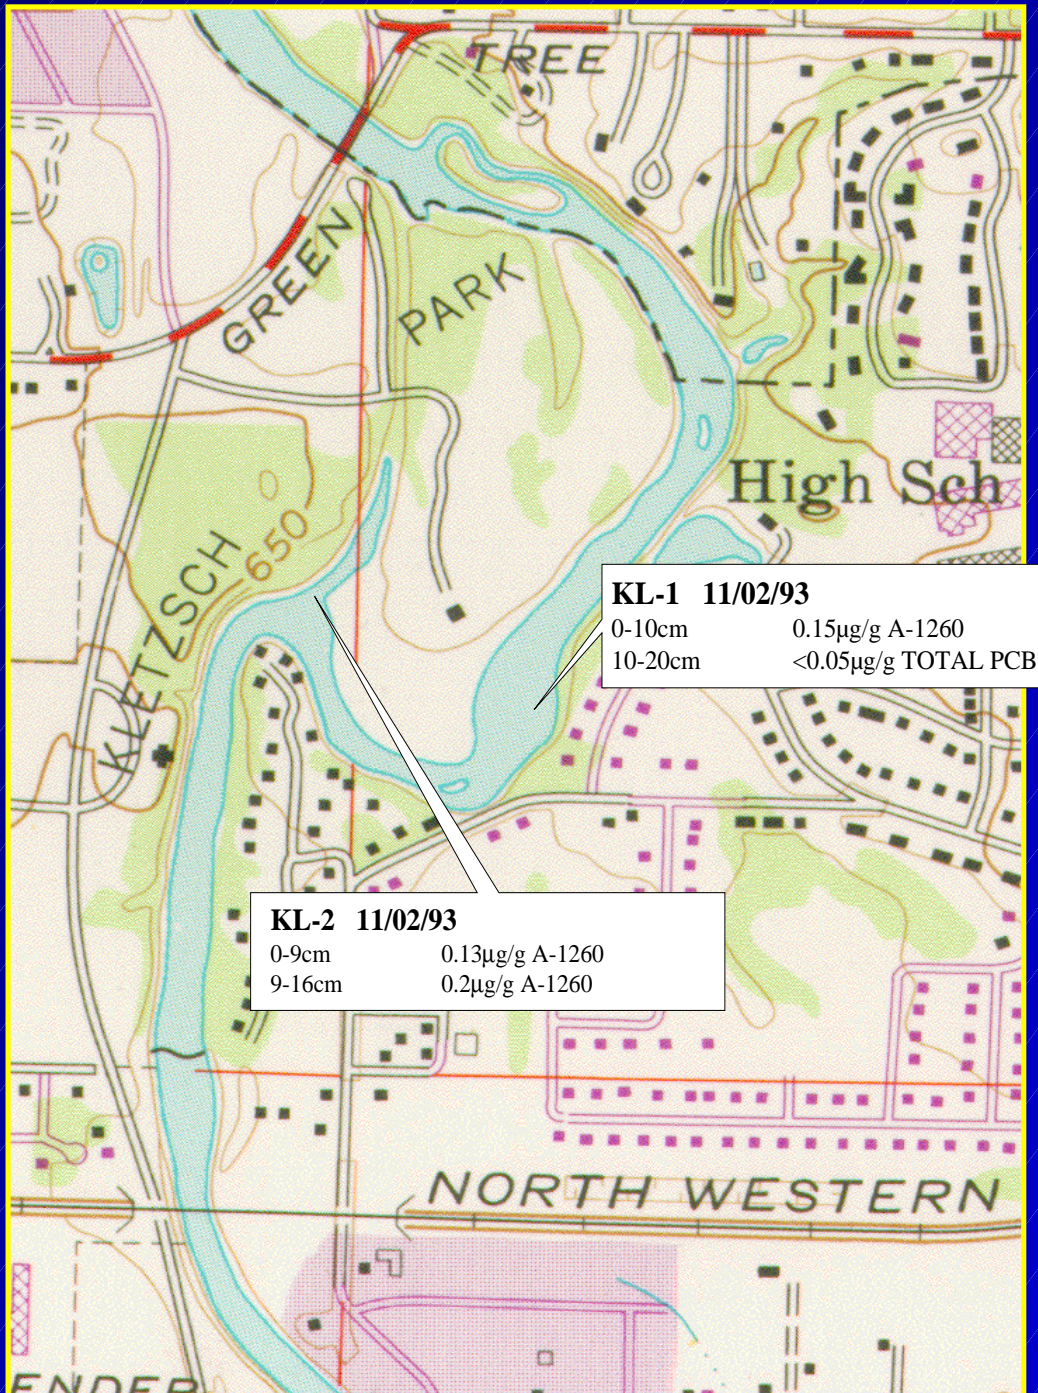 TREE
GREEN
PARK
High Sch
650
KLETZSCH
KL-1 11/02/93
0-10cm 0.15µg/g A-1260
10-20cm <0.05µg/g TOTAL PCB
KL-2 11/02/93
0-9cm 0.13µg/g A-1260
9-16cm 0.2µg/g A-1260
NORTH WESTERN
ENDER